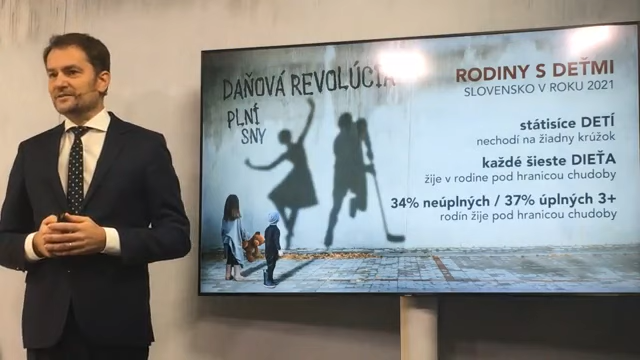 DAŇOVÁ REVOLÚCIA
PLNÍ
SNY
RODINY S DEŤMI
SLOVENSKO V ROKU 2021
státisíce DETÍ
nechodí na žiadny krúžok
každé šieste DIEŤA
žije v rodine pod hranicou chudoby
34% neúplných / 37% úplných 3+
rodín žije pod hranicou chudoby